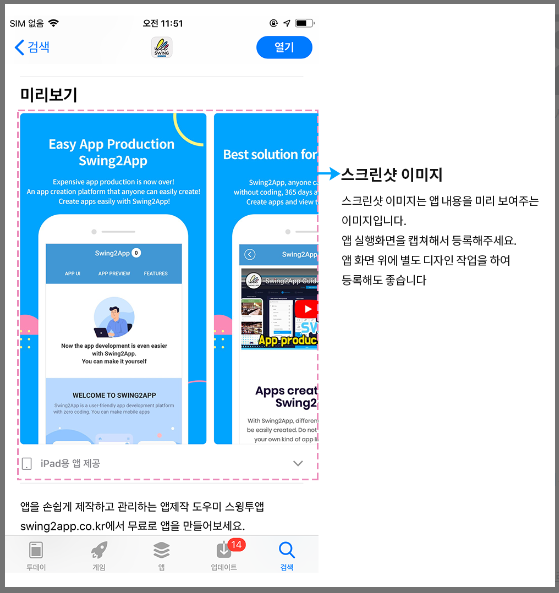 SIM 없음
오전 11:51
검색
SWING
열기
미리보기
Easy App Production
Swing2App
Expensive app production is now over!
An app creation platform that anyone can easily create!
Create apps easily with Swing2App!
Swing2App
APP UI APP PREVIEW FEATURES
Now the app development is even easier
with Swing2App.
You can make it yourself
WELCOME TO SWING2APP
Swing2App is a user-friendly app development platform
with zero coding. You can make mobile apps
Best solution for
Swing2App, anyone c
without coding, 365 days a
Create apps and view t
Swing2App
Swing2App Guid
App produc
Apps creat
Swing2
With Swing2App, differe
be easily created. Do not
your own kind of app li
iPad용 앱 제공
앱을 손쉽게 제작하고 관리하는 앱제작 도우미 스윙투앱
swing2app.co.kr에서 무료로 앱을 만들어보세요.
14
투데이 게임 앱 업데이트 검색
스크린샷 이미지
스크린샷 이미지는 앱 내용을 미리 보여주는
이미지입니다.
앱 실행화면을 캡쳐해서 등록해주세요.
앱 화면 위에 별도 디자인 작업을 하여
등록해도 좋습니다